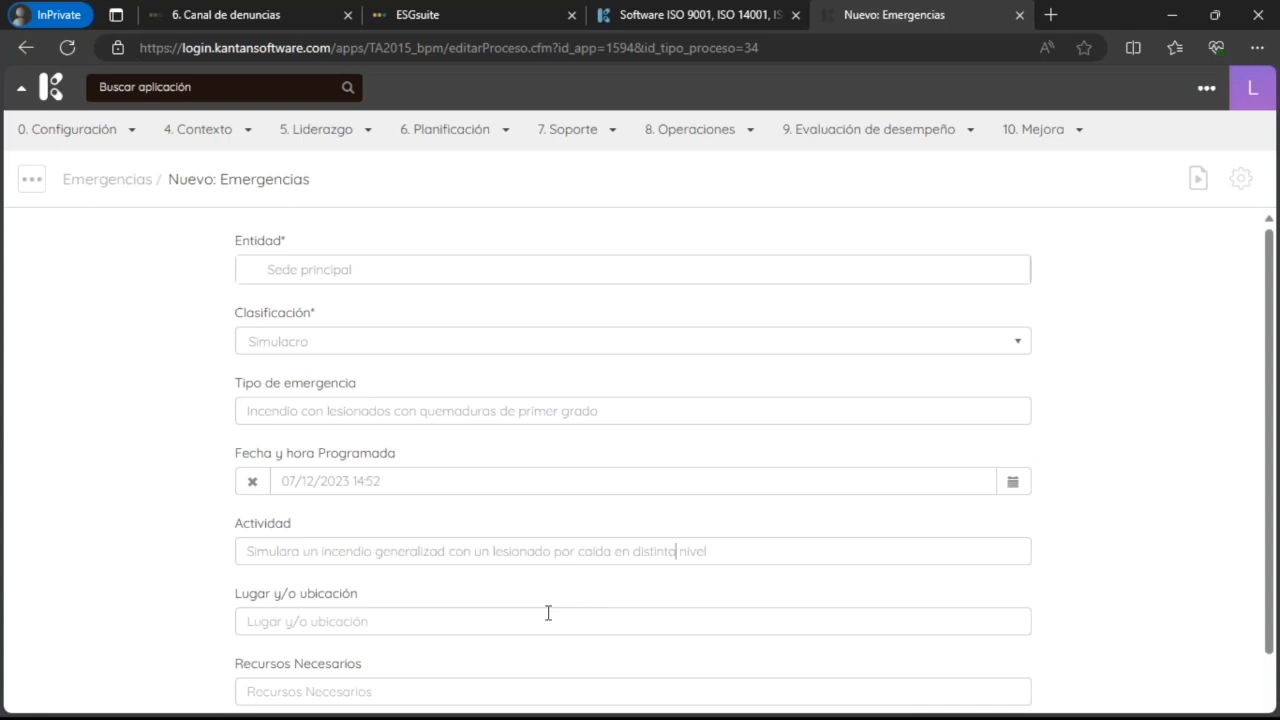 InPrivate
6. Canal de denuncias
ESGsuite
Software ISO 9001, ISO 14001, IS
Nuevo: Emergencias
https://login.kantansoftware.com/apps/TA2015_bpm/editarProceso.cfm?id_app=1594&id_tipo_proceso=34
Buscar aplicación
L
0. Configuración
4. Contexto
5. Liderazgo
6. Planificación
7. Soporte
8. Operaciones
9. Evaluación de desempeño
10. Mejora
Emergencias / Nuevo: Emergencias
Entidad*
Sede principal
Clasificación*
Simulacro
Tipo de emergencia
Incendio con lesionados con quemaduras de primer grado
Fecha y hora Programada
07/12/2023 14:52
Actividad
Simulara un incendio generalizad con un lesionado por caida en distinta nivel
Lugar y/o ubicación
Lugar y/o ubicación
Recursos Necesarios
Recursos Necesarios